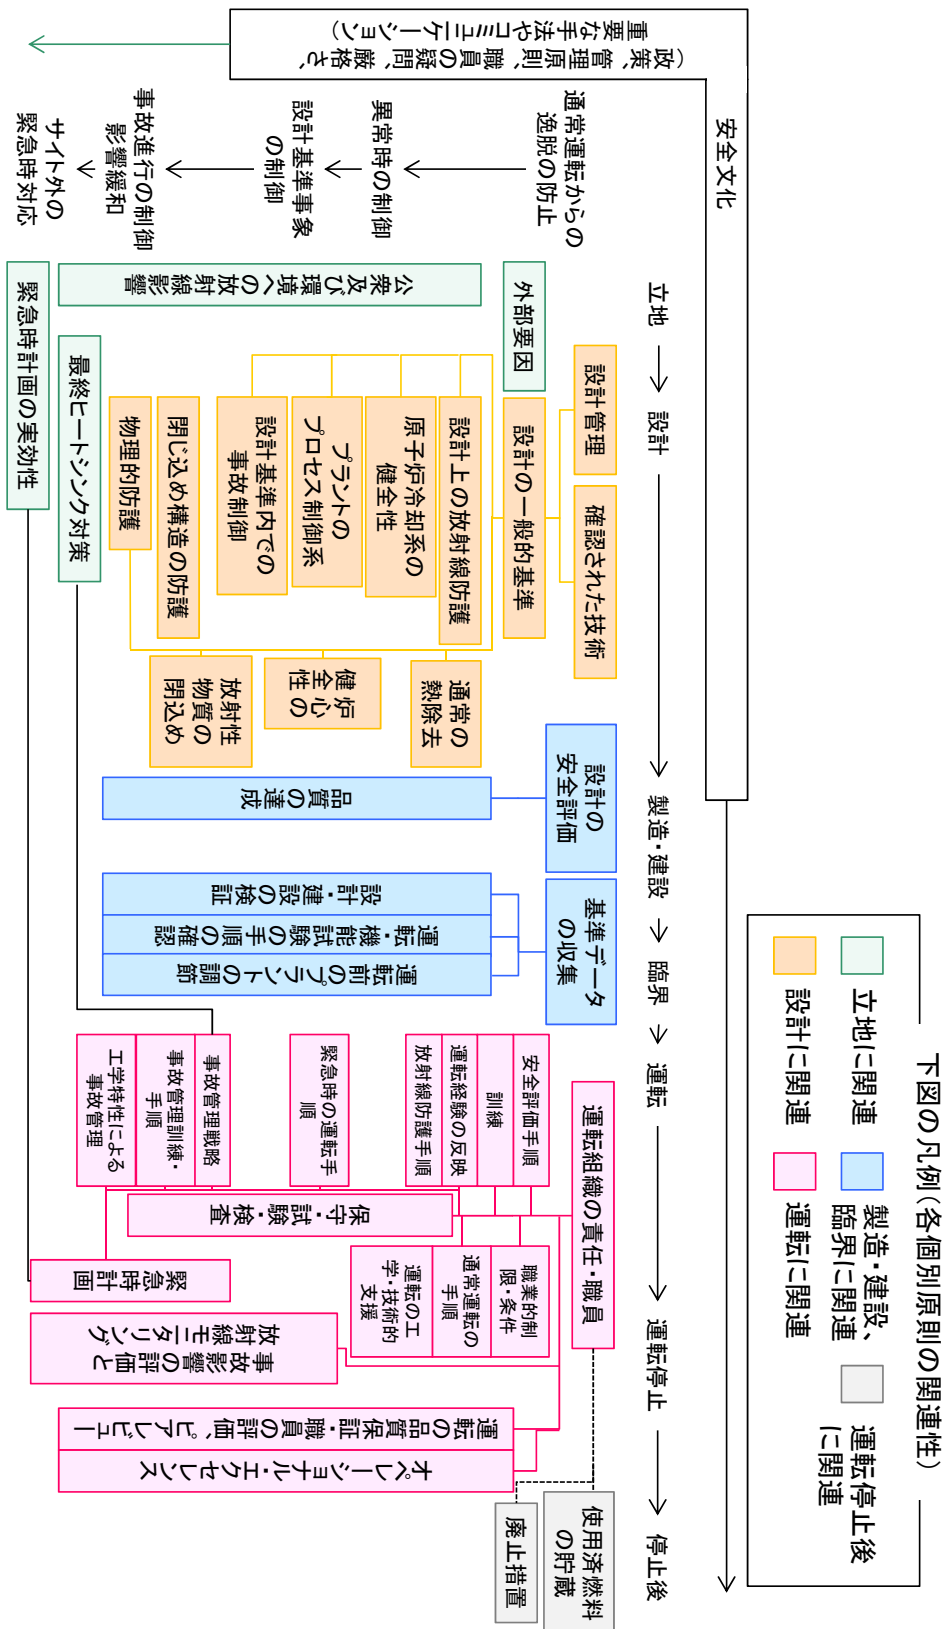 下図の凡例(各個別原則の関連性)
立地に関連
製造・建設、
臨界に関連
運転停止後
に関連
設計に関連
運転に関連
安全文化
(政策、管理原則、職員の疑問、厳格さ、
重要な手法やコミュニケーション)
立地
設計
製造・建設
臨界
運転
運転停止
停止後
通常運転からの
逸脱の防止
異常時の制御
設計基準事象
の制御
事故進行の制御
影響緩和
サイト外の
緊急時対応
外部要因
公衆及び環境への放射線影響
最終ヒートシンク対策
緊急時計画の実効性
設計管理
確認された技術
設計の一般的基準
設計上の放射線防護
原子炉冷却系の
健全性
プラントの
プロセス制御系
設計基準内での
事故制御
閉じ込め構造の防護
物理的防護
通常の
熱除去
炉心の
健全性
放射性
物質の
閉込め
設計の
安全評価
品質の達成
基準データ
の収集
設計・建設の検証
運転・機能試験の手順の確認
運転前のプラントの調節
運転組織の責任・職員
安全評価手順
訓練
運転経験の反映
放射線防護手順
緊急時の運転手
順
事故管理戦略
事故管理訓練・
手順
工学特性による
事故管理
保守・試験・検査
職業的制
限・条件
通常運転の
手順
運転の工
学・技術的
支援
緊急時計画
事故影響の評価と
放射線モニタリング
運転の品質保証・職員の評価、ピアレビュー
オペレーショナル・エクセレンス
使用済燃料
の貯蔵
廃止措置